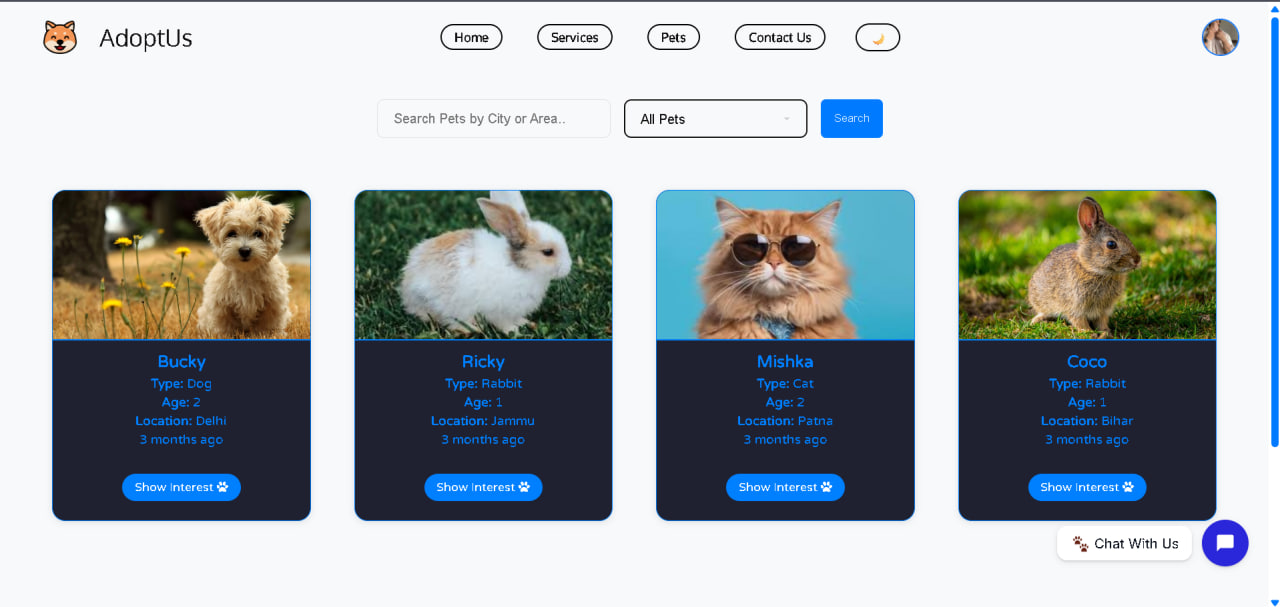 AdoptUs
Home
Services
Pets
Contact Us
Search Pets by City or Area..
All Pets
Search
Bucky
Type: Dog
Age: 2
Location: Delhi
3 months ago
Show Interest
Ricky
Type: Rabbit
Age: 1
Location: Jammu
3 months ago
Show Interest
Mishka
Type: Cat
Age: 2
Location: Patna
3 months ago
Show Interest
Coco
Type: Rabbit
Age: 1
Location: Bihar
3 months ago
Show Interest
Chat With Us